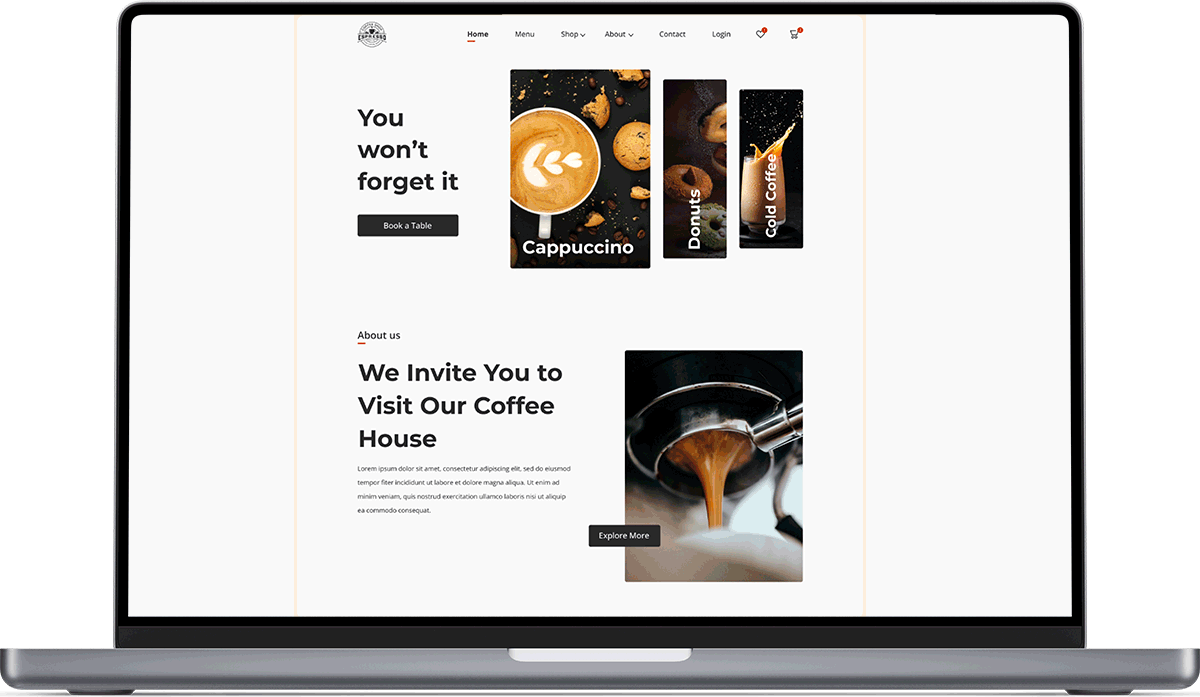 ESPRESSO
Home Menu Shop About Contact Login
You
won't
forget it
Book a Table
Cappuccino
Donuts
Cold Coffee
About us
We Invite You to
Visit Our Coffee
House
Lorem ipsum dolor sit amet, consectetur adipiscing elit, sed do eiusmod
tempor fiter incididunt ut labore et dolore magna aliqua. Ut enim ad
minim veniam, quis nostrud exercitation ullamco laboris nisi ut aliquip
ea commodo consequat.
Explore More